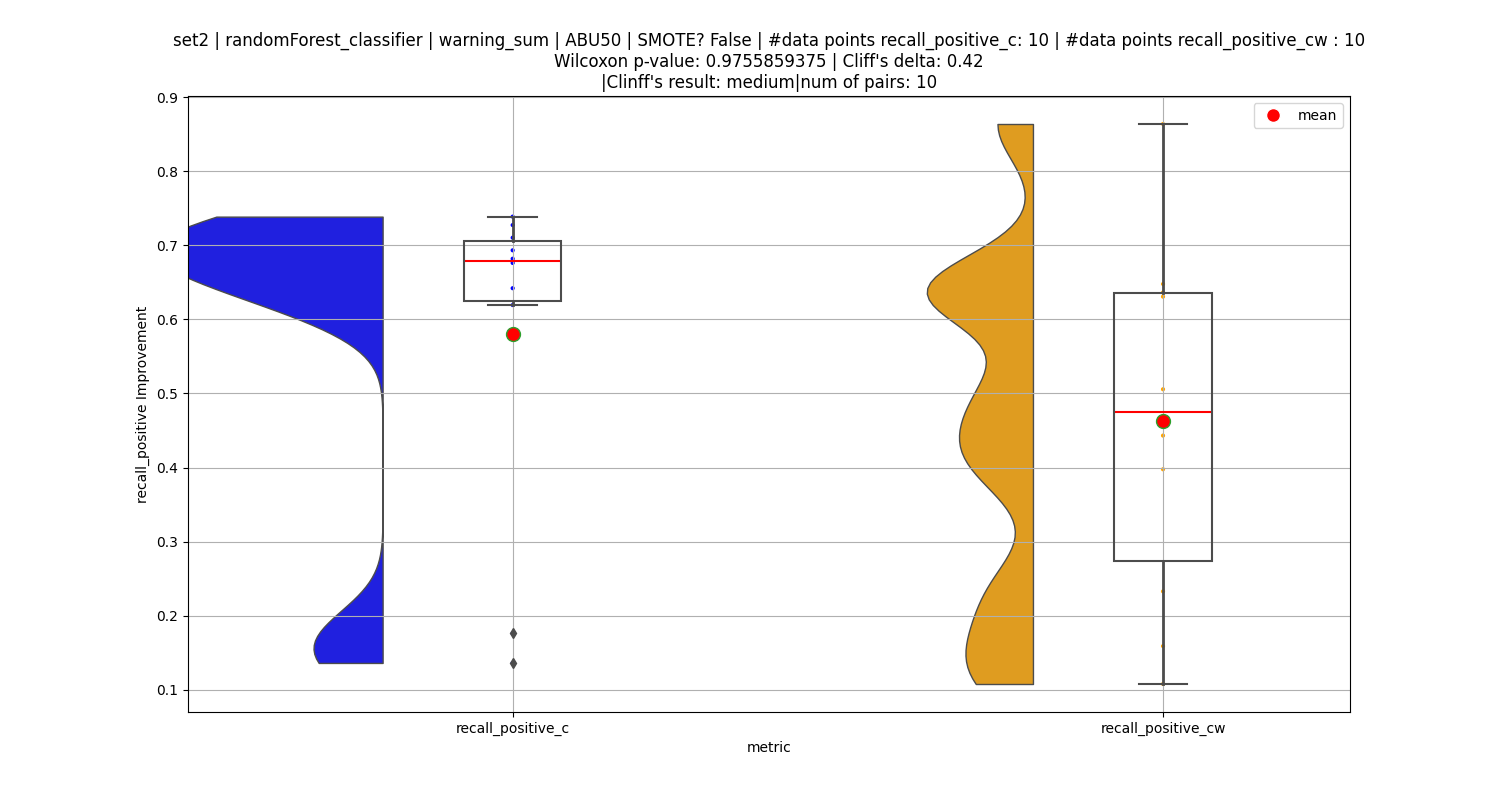 set2 | randomForest_classifier | warning_sum | ABU50 | SMOTE? False | #data points recall_positive_c: 10 | #data points recall_positive_cw : 10
Wilcoxon p-value: 0.9755859375 | Cliff's delta: 0.42
|Clinff's result: medium|num of pairs: 10
mean
0.9
0.8
0.7
0.6
0.5
0.4
0.3
0.2
0.1
recall_positive Improvement
recall_positive_c
recall_positive_cw
metric